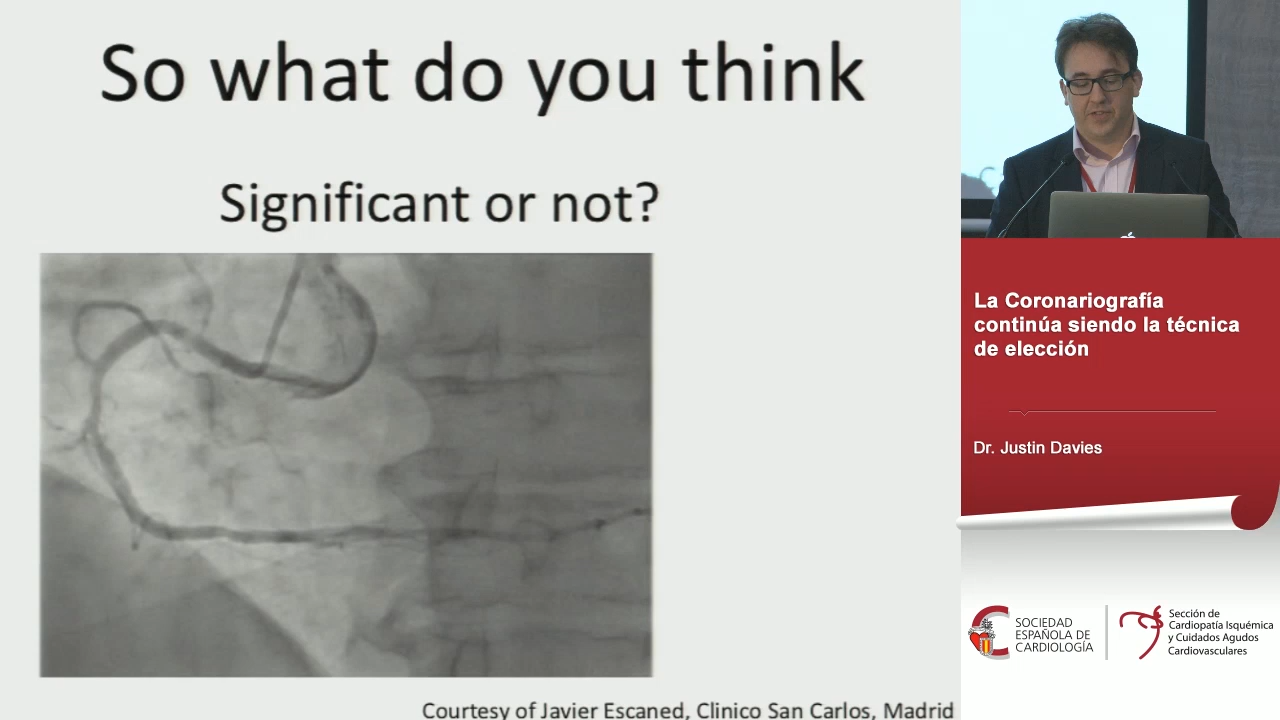 So what do you think
Significant or not?
Courtesy of Javier Escaned, Clinico San Carlos, Madrid
La Coronariografía
continúa siendo la técnica
de elección
Dr. Justin Davies
SOCIEDAD
ESPAÑOLA DE
CARDIOLOGÍA
Sección de
Cardiopatía Isquémica
y Cuidados Agudos
Cardiovasculares